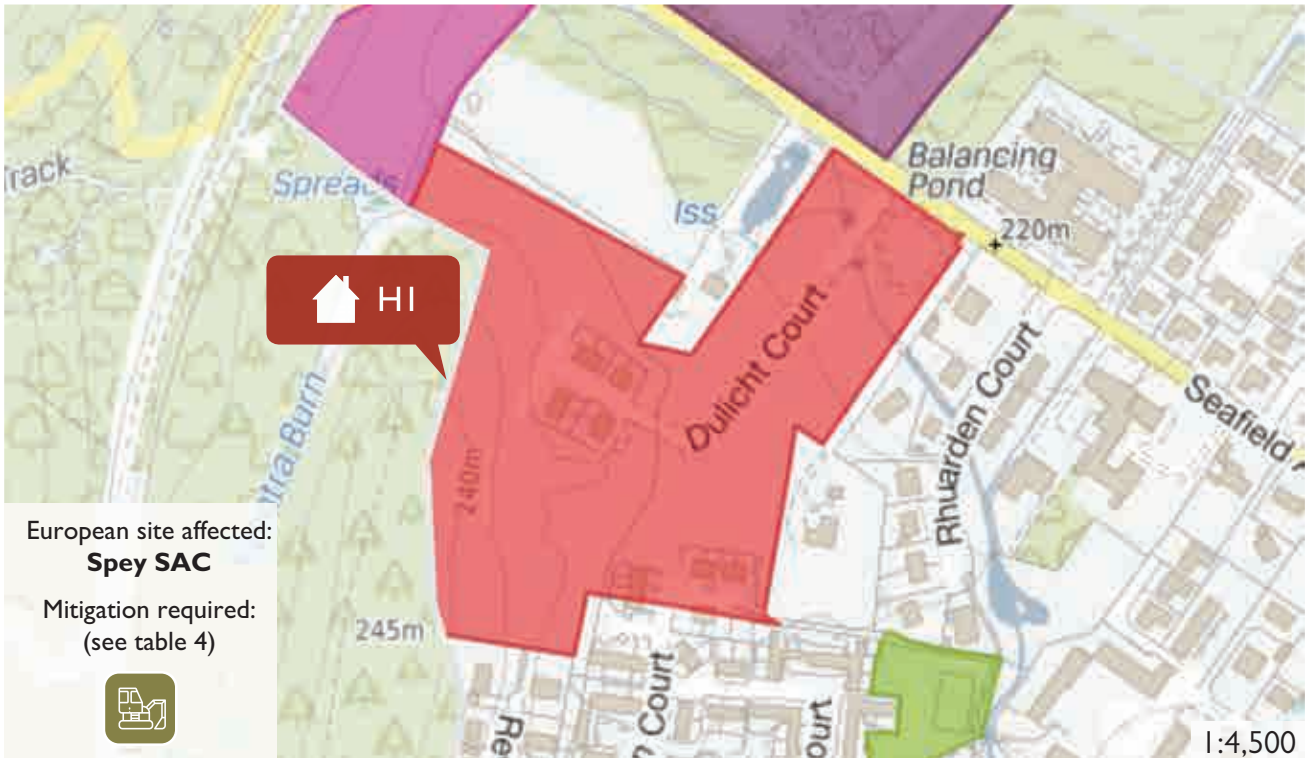 Track
Spreads
Iss
Balancing
Pond
220m
HI
Dulicht Court
Rhuarden Court
Seafield
240m
European site affected:
Spey SAC
Mitigation required:
(see table 4)
245m
Court
1:4,500